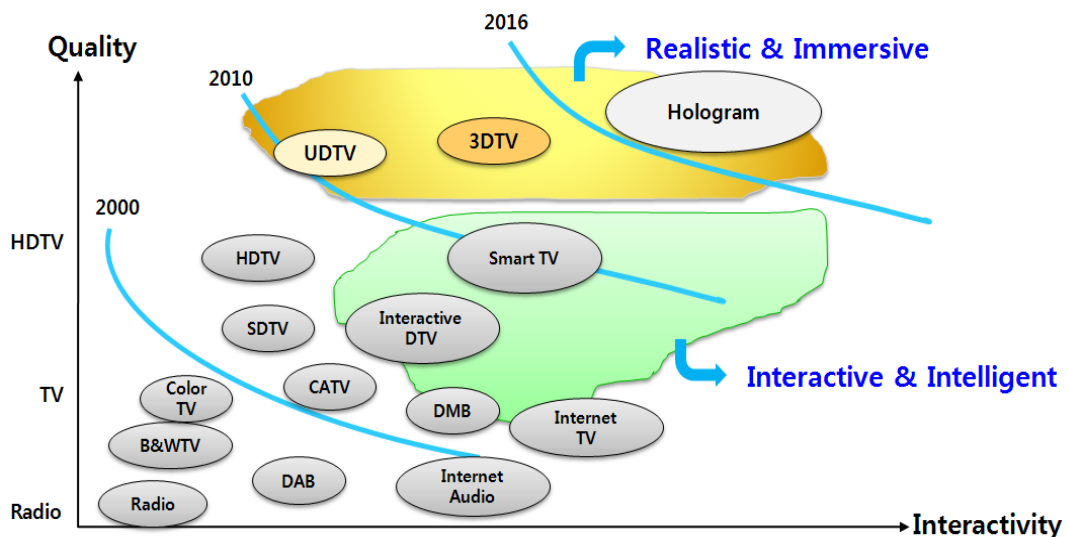 2016
Quality
Realistic & Immersive
2010
Hologram
UDTV
3DTV
2000
HDTV
HDTV
Smart TV
SDTV
Interactive
DTV
Interactive & Intelligent
TV
Color
TV
CATV
DMB
Internet
TV
B&WTV
DAB
Internet
Audio
Radio
Radio
Interactivity